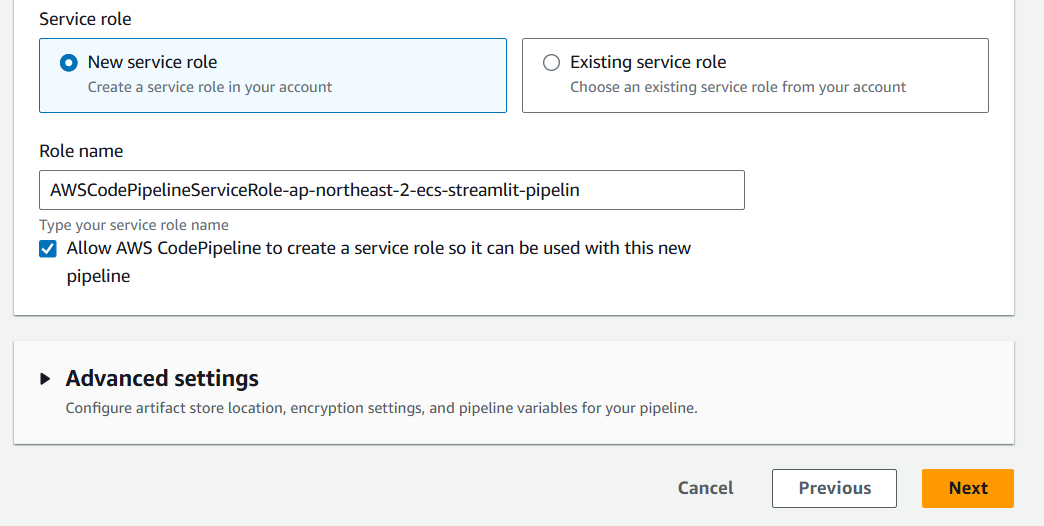 Service role
New service role
Create a service role in your account
Existing service role
Choose an existing service role from your account
Role name
AWSCodePipelineServiceRole-ap-northeast-2-ecs-streamlit-pipelin
Type your service role name
Allow AWS CodePipeline to create a service role so it can be used with this new
pipeline
Advanced settings
Configure artifact store location, encryption settings, and pipeline variables for your pipeline.
Cancel
Previous
Next